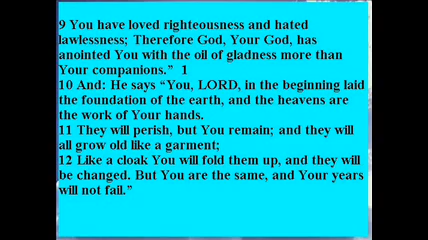 9 You have loved righteousness and hated
lawlessness; Therefore God, Your God, has
anointed You with the oil of gladness more than
Your companions.”  1
10 And: He says “You, LORD, in the beginning laid
the foundation of the earth, and the heavens are
the work of Your hands.
11 They will perish, but You remain; and they will
all grow old like a garment;
12 Like a cloak You will fold them up, and they will
be changed. But You are the same, and Your years
will not fail.”